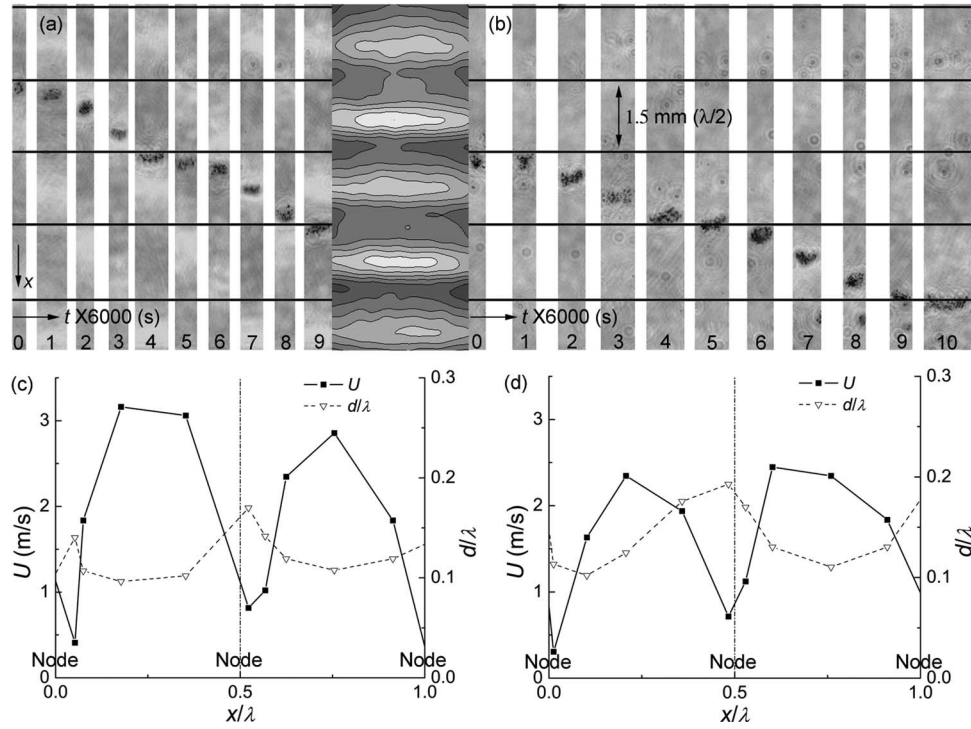 (a)
(b)
1.5 mm (λ/2)
x
t X6000 (s)
0 1 2 3 4 5 6 7 8 9
t X6000 (s)
0 1 2 3 4 5 6 7 8 9 10
(c)
U
d/λ
3
2
1
0
U (m/s)
0.3
0.2
0.1
0.0
d/λ
Node Node Node
0.0 0.5 1.0
x/λ
(d)
U
d/λ
3
2
1
0
U (m/s)
0.3
0.2
0.1
0.0
d/λ
Node Node Node
0.0 0.5 1.0
x/λ